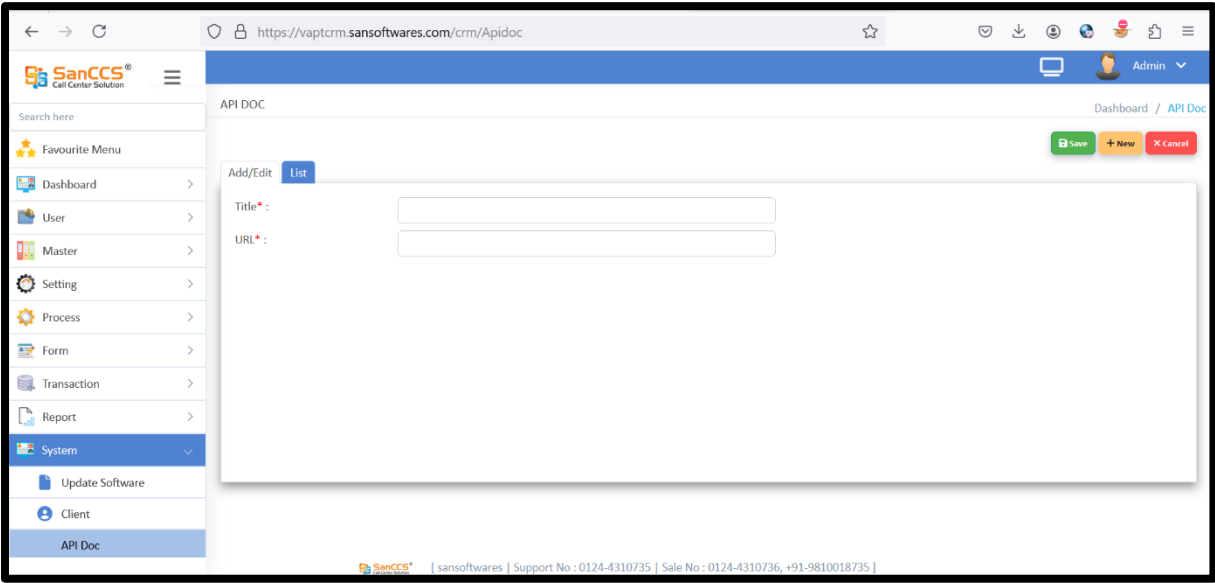 https://vaptcrm.sansoftwares.com/crm/Apidoc
SanCCS®
Call Center Solution
Admin
Search here
API DOC
Dashboard / API Doc
Save
+ New
X Cancel
Favourite Menu
Add/Edit
List
Dashboard
Title* :
User
URL* :
Master
Setting
Process
Form
Transaction
Report
System
Update Software
Client
API Doc
SanCCS® [ sansoftwares | Support No : 0124-4310735 | Sale No : 0124-4310736, +91-9810018735 ]